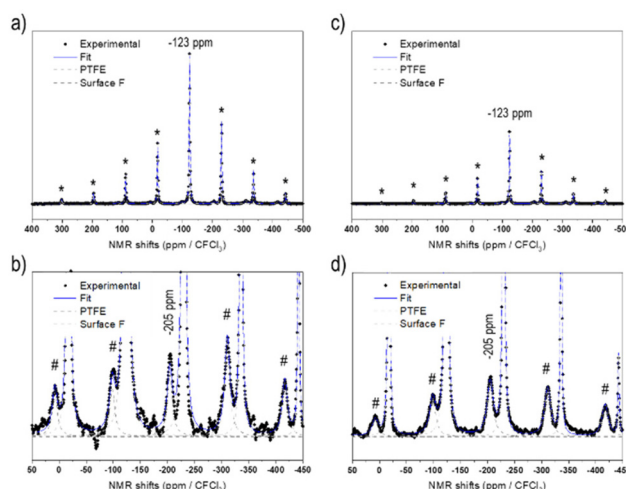 a)
Experimental
Fit
PTFE
Surface F
-123 ppm
* * * * * * * *
400 300 200 100 0 -100 -200 -300 -400 -500
NMR shifts (ppm / CFCl3)
c)
Experimental
Fit
PTFE
Surface F
-123 ppm
* * * * * * * *
400 300 200 100 0 -100 -200 -300 -400 -500
NMR shifts (ppm / CFCl3)
b)
Experimental
Fit
PTFE
Surface F
-205 ppm
# # # #
50 0 -50 -100 -150 -200 -250 -300 -350 -400 -45
NMR shifts (ppm / CFCl3)
d)
Experimental
Fit
PTFE
Surface F
-205 ppm
# # # #
50 0 -50 -100 -150 -200 -250 -300 -350 -400 -45
NMR shifts (ppm / CFCl3)